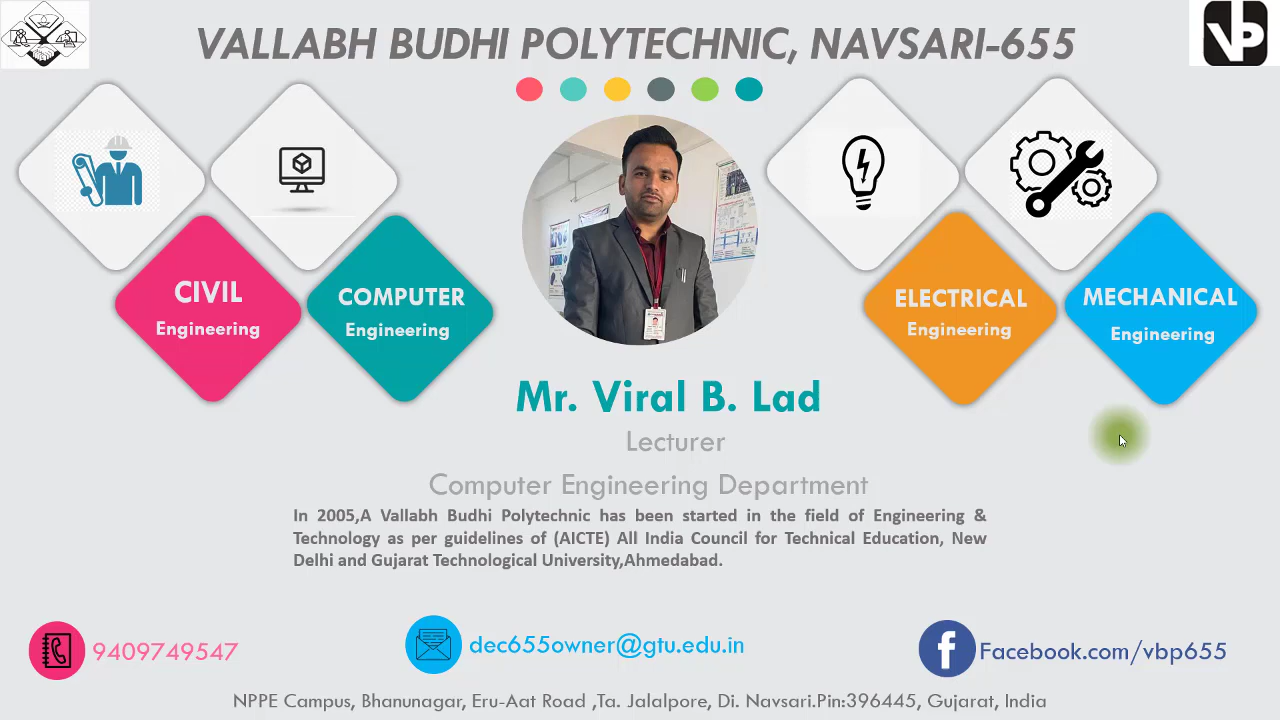 VALLABH BUDHI POLYTECHNIC, NAVSARI-655
VP
CIVIL
Engineering
COMPUTER
Engineering
ELECTRICAL
Engineering
MECHANICAL
Engineering
Mr. Viral B. Lad
Lecturer
Computer Engineering Department
In 2005,A Vallabh Budhi Polytechnic has been started in the field of Engineering &
Technology as per guidelines of (AICTE) All India Council for Technical Education, New
Delhi and Gujarat Technological University,Ahmedabad.
9409749547
dec655owner@gtu.edu.in
Facebook.com/vbp655
NPPE Campus, Bhanunagar, Eru-Aat Road ,Ta. Jalalpore, Di. Navsari.Pin:396445, Gujarat, India